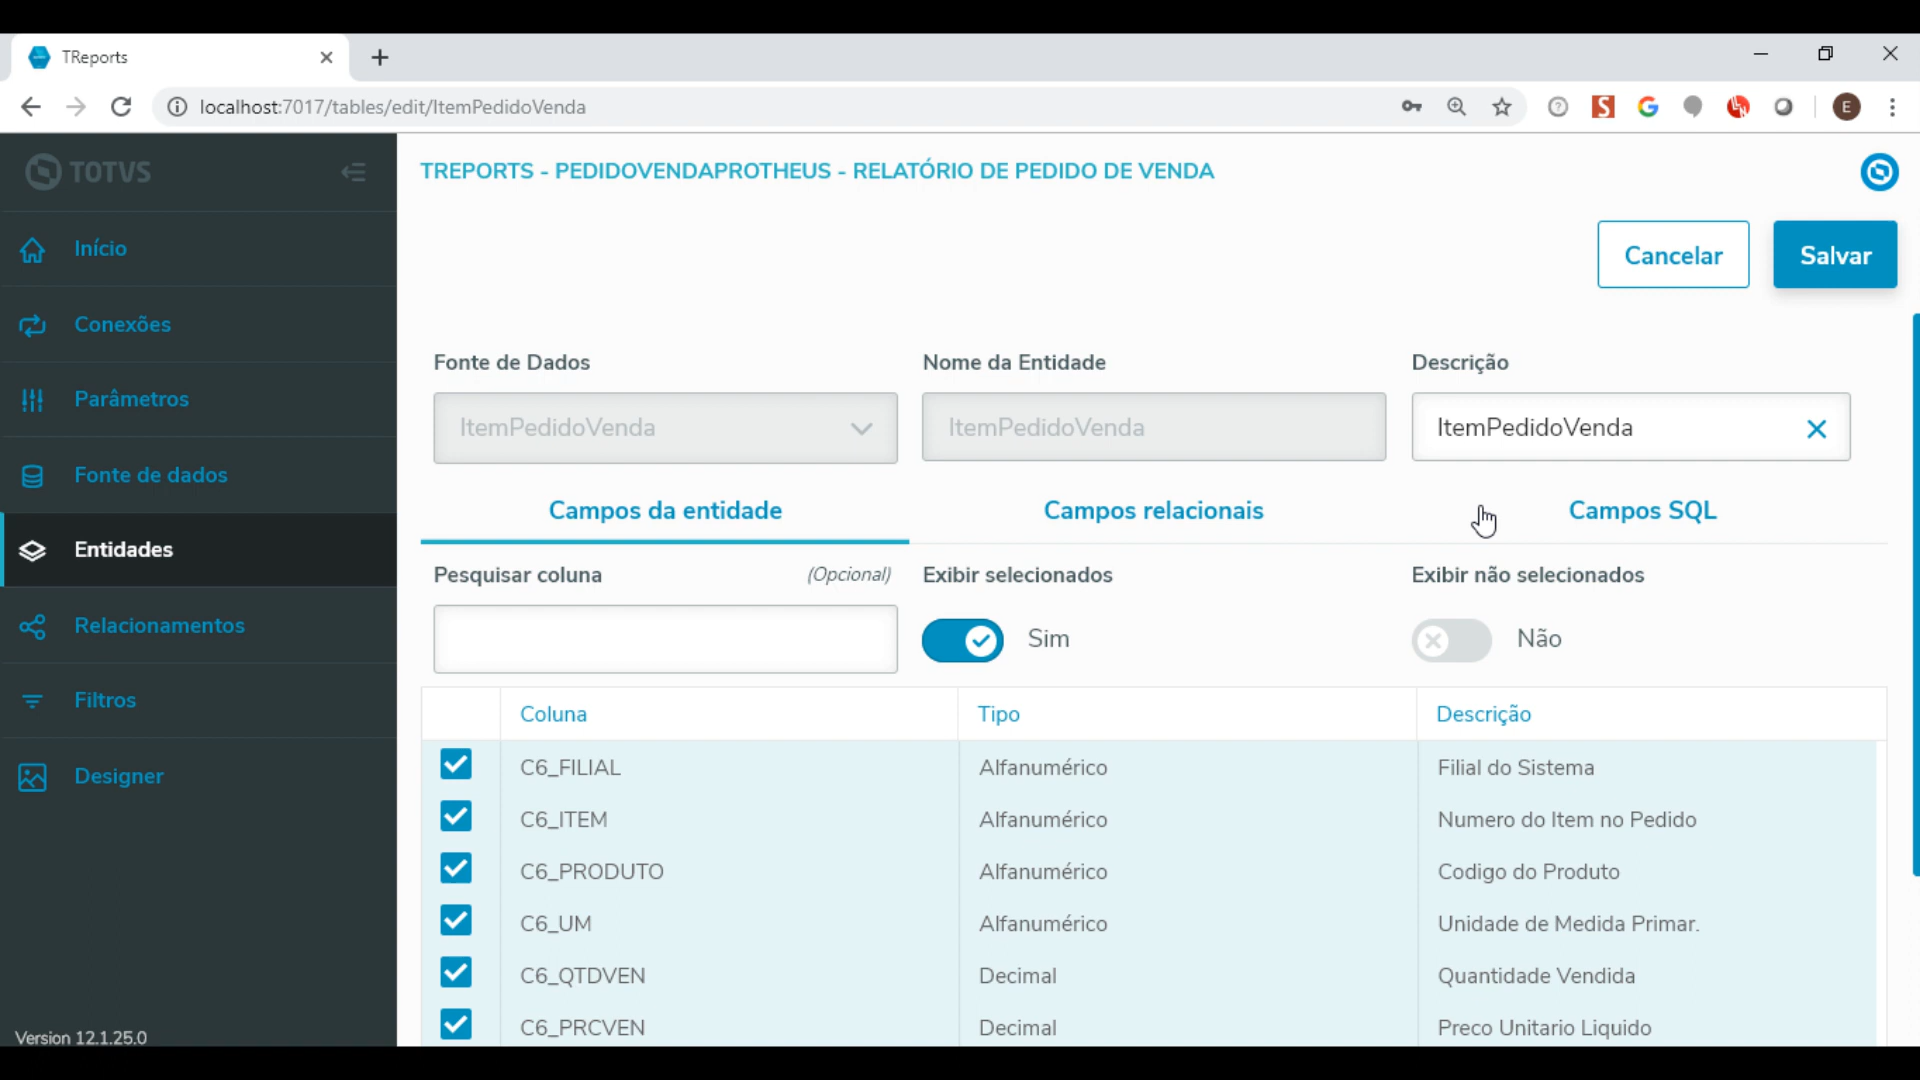 TReports
localhost:7017/tables/edit/ItemPedidoVenda
E
TOTVS
TREPORTS - PEDIDOVENDAPROTHEUS - RELATÓRIO DE PEDIDO DE VENDA
Início
Conexões
Parâmetros
Fonte de dados
Entidades
Relacionamentos
Filtros
Designer
Version 12.1.25.0
Cancelar
Salvar
Fonte de Dados
Nome da Entidade
Descrição
ItemPedidoVenda
ItemPedidoVenda
ItemPedidoVenda
Campos da entidade
Campos relacionais
Campos SQL
Pesquisar coluna
(Opcional)
Exibir selecionados
Exibir não selecionados
Sim
Não
Coluna Tipo Descrição
C6_FILIAL Alfanumérico Filial do Sistema
C6_ITEM Alfanumérico Numero do Item no Pedido
C6_PRODUTO Alfanumérico Codigo do Produto
C6_UM Alfanumérico Unidade de Medida Primar.
C6_QTDVEN Decimal Quantidade Vendida
C6_PRCVEN Decimal Preco Unitario Liquido